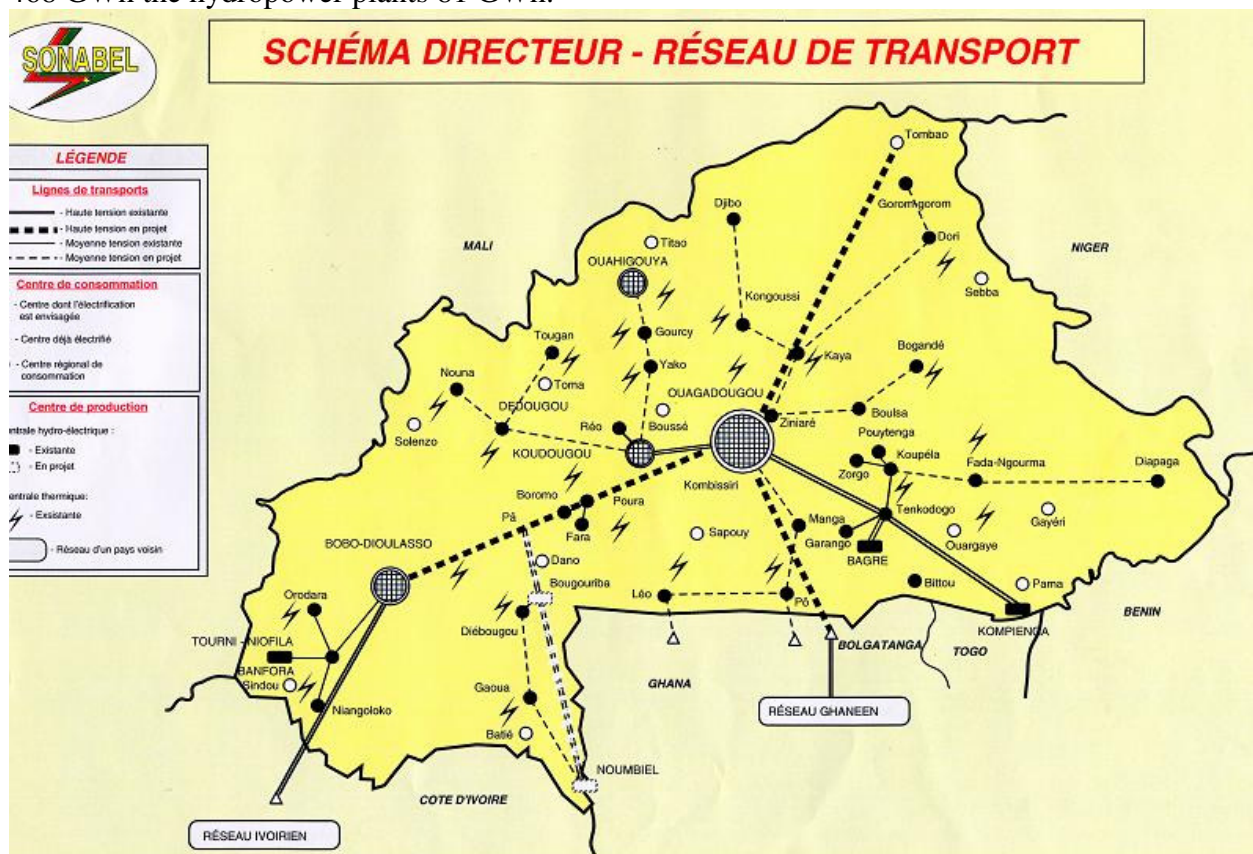 SONABEL
SCHÉMA DIRECTEUR - RÉSEAU DE TRANSPORT
LÉGENDE
Lignes de transports
- Haute tension existante
- Haute tension en projet
- Moyenne tension existante
- Moyenne tension en projet
Centre de consommation
- Centre dont l'électrification
est envisagée
- Centre déjà électrifié
- Centre régional de
consommation
Centre de production
hydro-électrique :
- Existante
- En projet
thermique:
- Exsistante
- Réseau d'un pays voisin
Tombao
Goromgorom
Djibo
Dori
MALI
Titao
NIGER
OUAHIGOUYA
Sebba
Kongoussi
Tougan
Gourcy
Kaya
Bogandé
Nouna
Yako
Toma
OUAGADOUGOU
DEDOUGOU
Boussé
Ziniaré
Boulsa
Solenzo
Réo
Pouytenga
KOUDOUGOU
Koupéla
Zorgo
Fada-Ngourma
Diapaga
Kombissiri
Boromo
Poura
Pâ
Fara
Manga
Tenkodogo
Gayéri
Sapouy
Garango
Ouargaye
BOBO-DIOULASSO
BAGRE
Dano
Bougouriba
Bittou
Pama
Orodara
Léo
Pô
BENIN
Diébougou
KOMPIENGA
TOURNI - NIOFILA
BOLGATANGA
TOGO
BANFORA
Sindou
GHANA
Gaoua
Niangoloko
RÉSEAU GHANEEN
Batié
NOUMBIEL
COTE D'IVOIRE
RÉSEAU IVOIRIEN